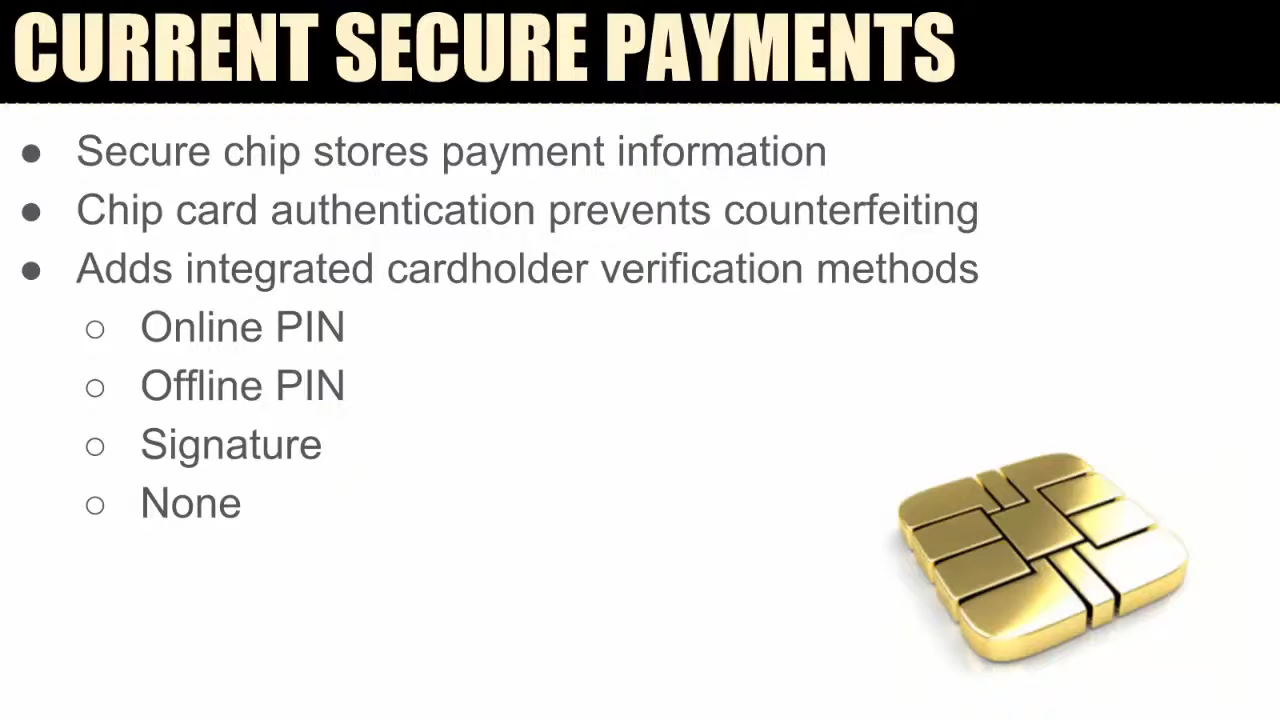 CURRENT SECURE PAYMENTS
● Secure chip stores payment information
● Chip card authentication prevents counterfeiting
● Adds integrated cardholder verification methods
○ Online PIN
○ Offline PIN
○ Signature
○ None